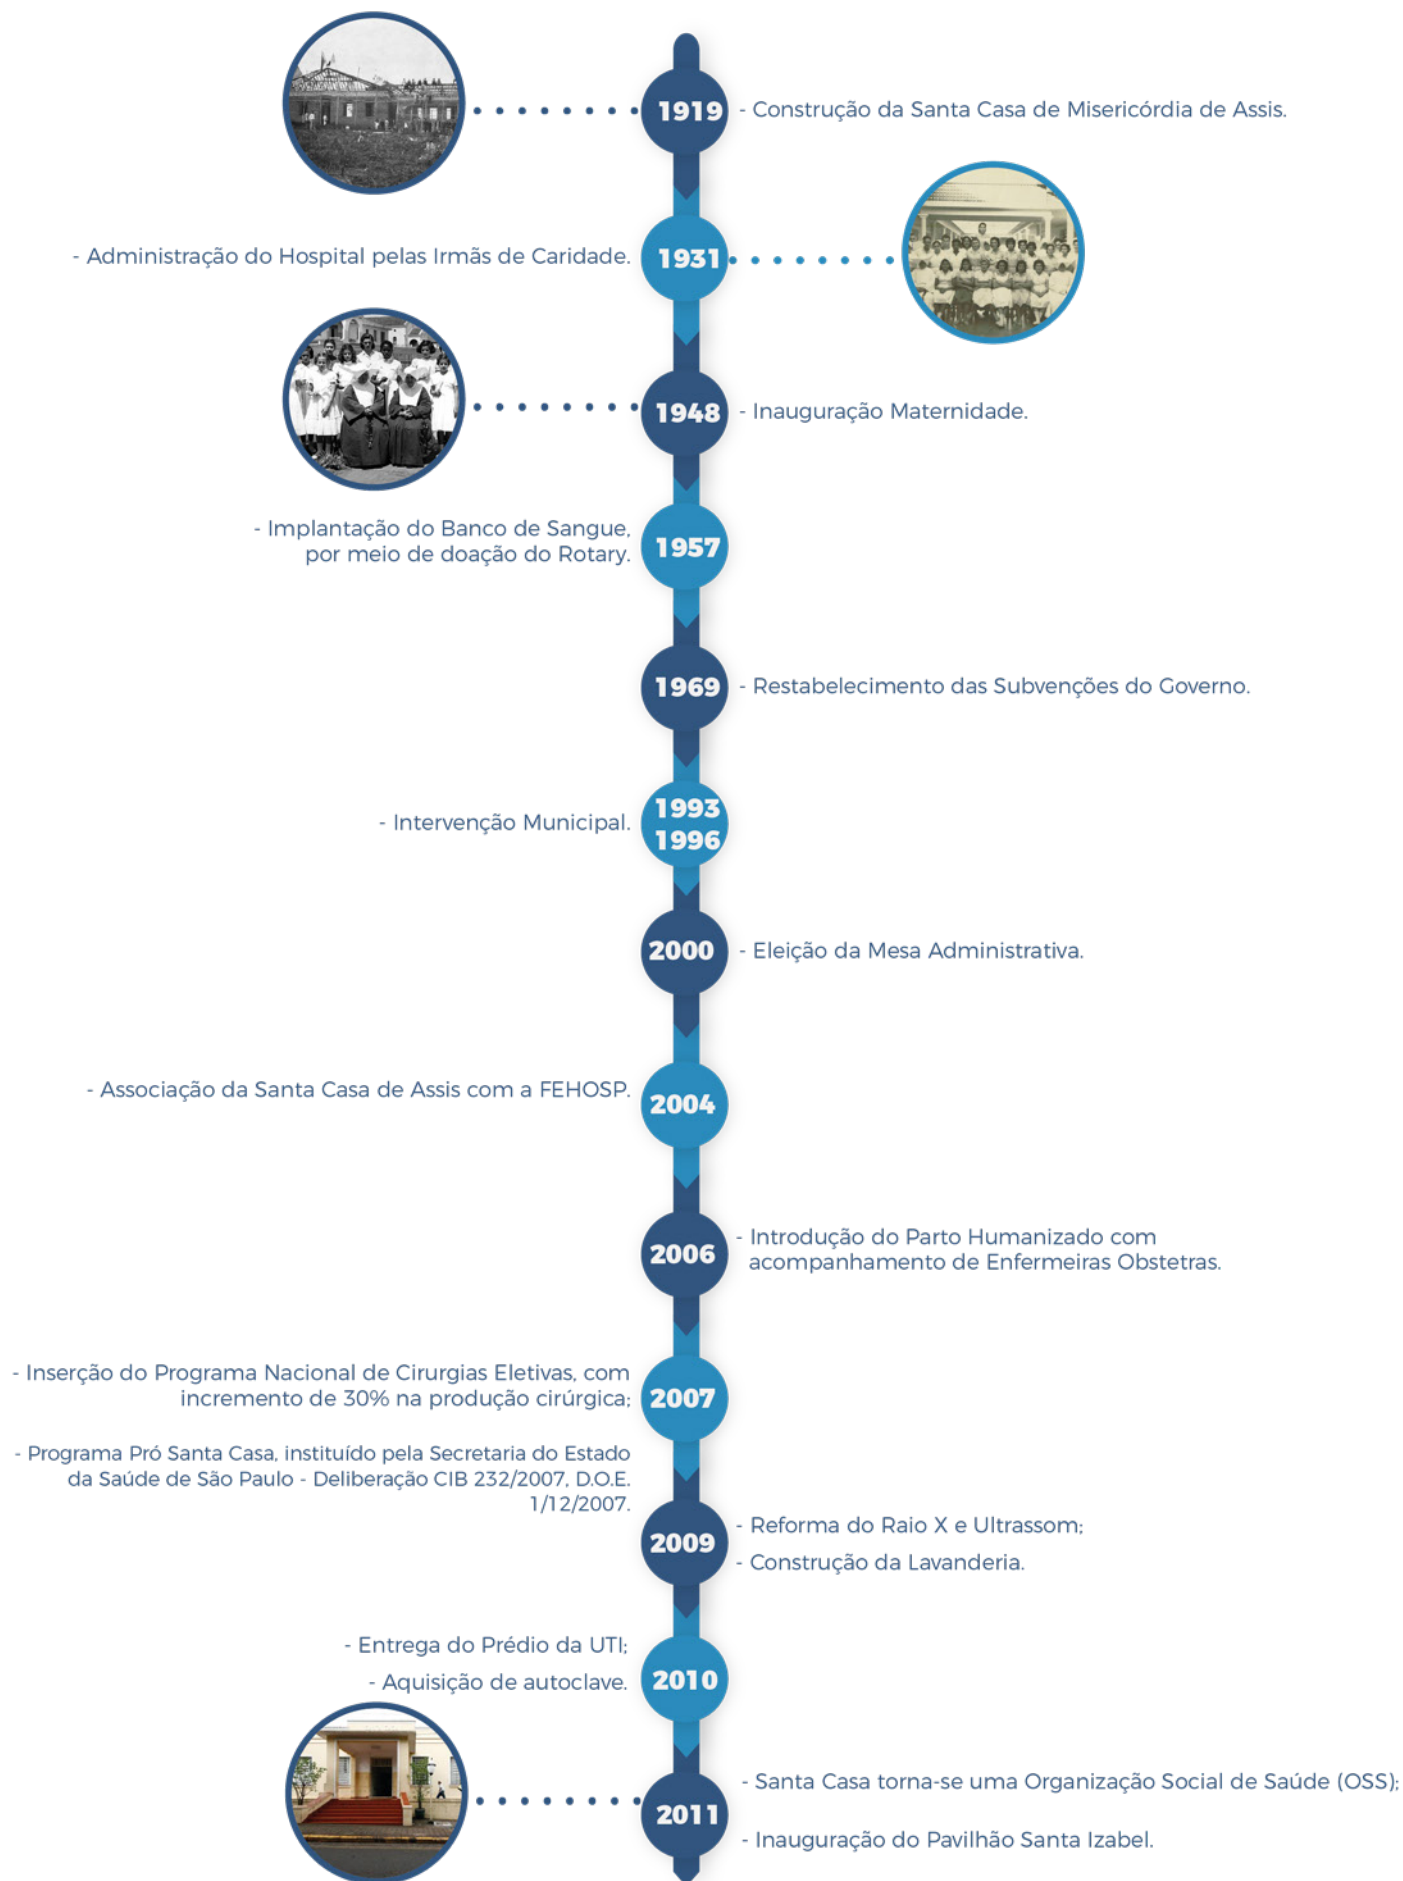 1919
- Construção da Santa Casa de Misericórdia de Assis.
- Administração do Hospital pelas Irmãs de Caridade.
1931
1948
- Inauguração Maternidade.
- Implantação do Banco de Sangue,
por meio de doação do Rotary.
1957
1969
- Restabelecimento das Subvenções do Governo.
- Intervenção Municipal.
1993
1996
2000
- Eleição da Mesa Administrativa.
- Associação da Santa Casa de Assis com a FEHOSP.
2004
2006
- Introdução do Parto Humanizado com
acompanhamento de Enfermeiras Obstetras.
- Inserção do Programa Nacional de Cirurgias Eletivas, com
incremento de 30% na produção cirúrgica;
2007
- Programa Pró Santa Casa, instituído pela Secretaria do Estado
da Saúde de São Paulo - Deliberação CIB 232/2007, D.O.E.
1/12/2007.
2009
- Reforma do Raio X e Ultrassom;
- Construção da Lavanderia.
- Entrega do Prédio da UTI;
- Aquisição de autoclave.
2010
2011
- Santa Casa torna-se uma Organização Social de Saúde (OSS);
- Inauguração do Pavilhão Santa Izabel.